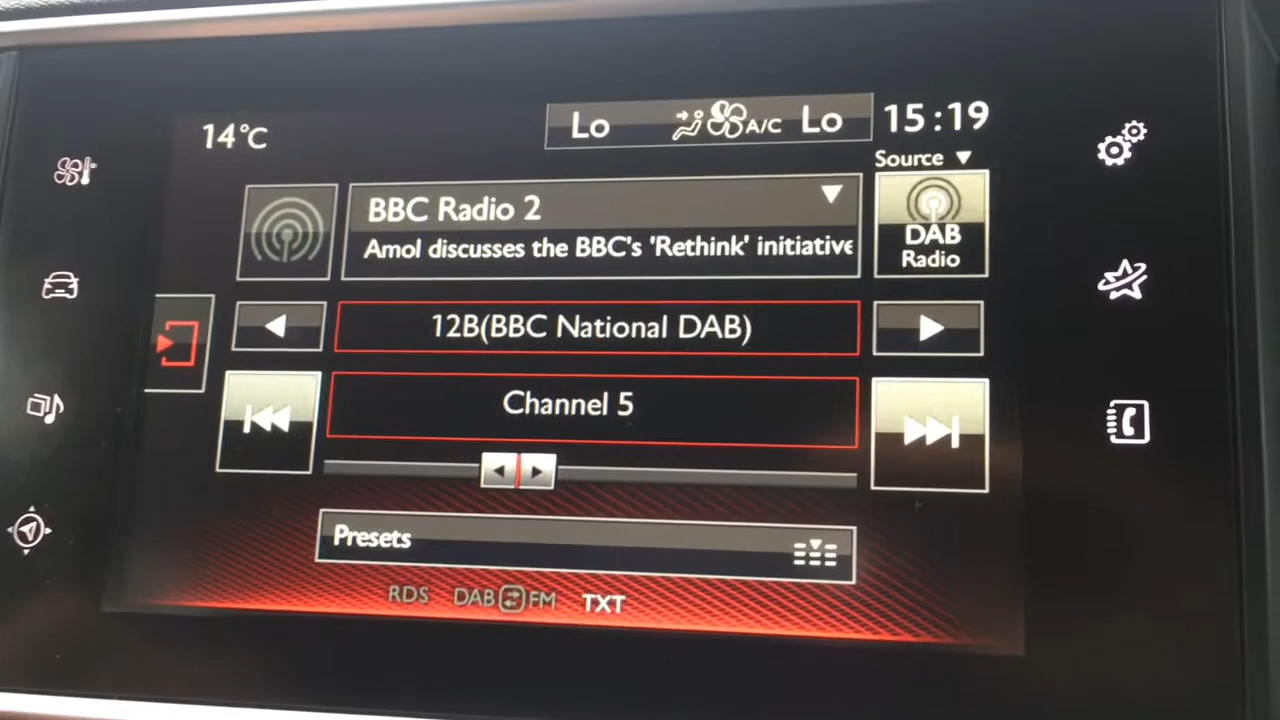 14°C
Lo A/C Lo
15:19
Source
BBC Radio 2
Amol discusses the BBC's 'Rethink' initiative
DAB
Radio
12B(BBC National DAB)
Channel 5
Presets
RDS DAB FM TXT